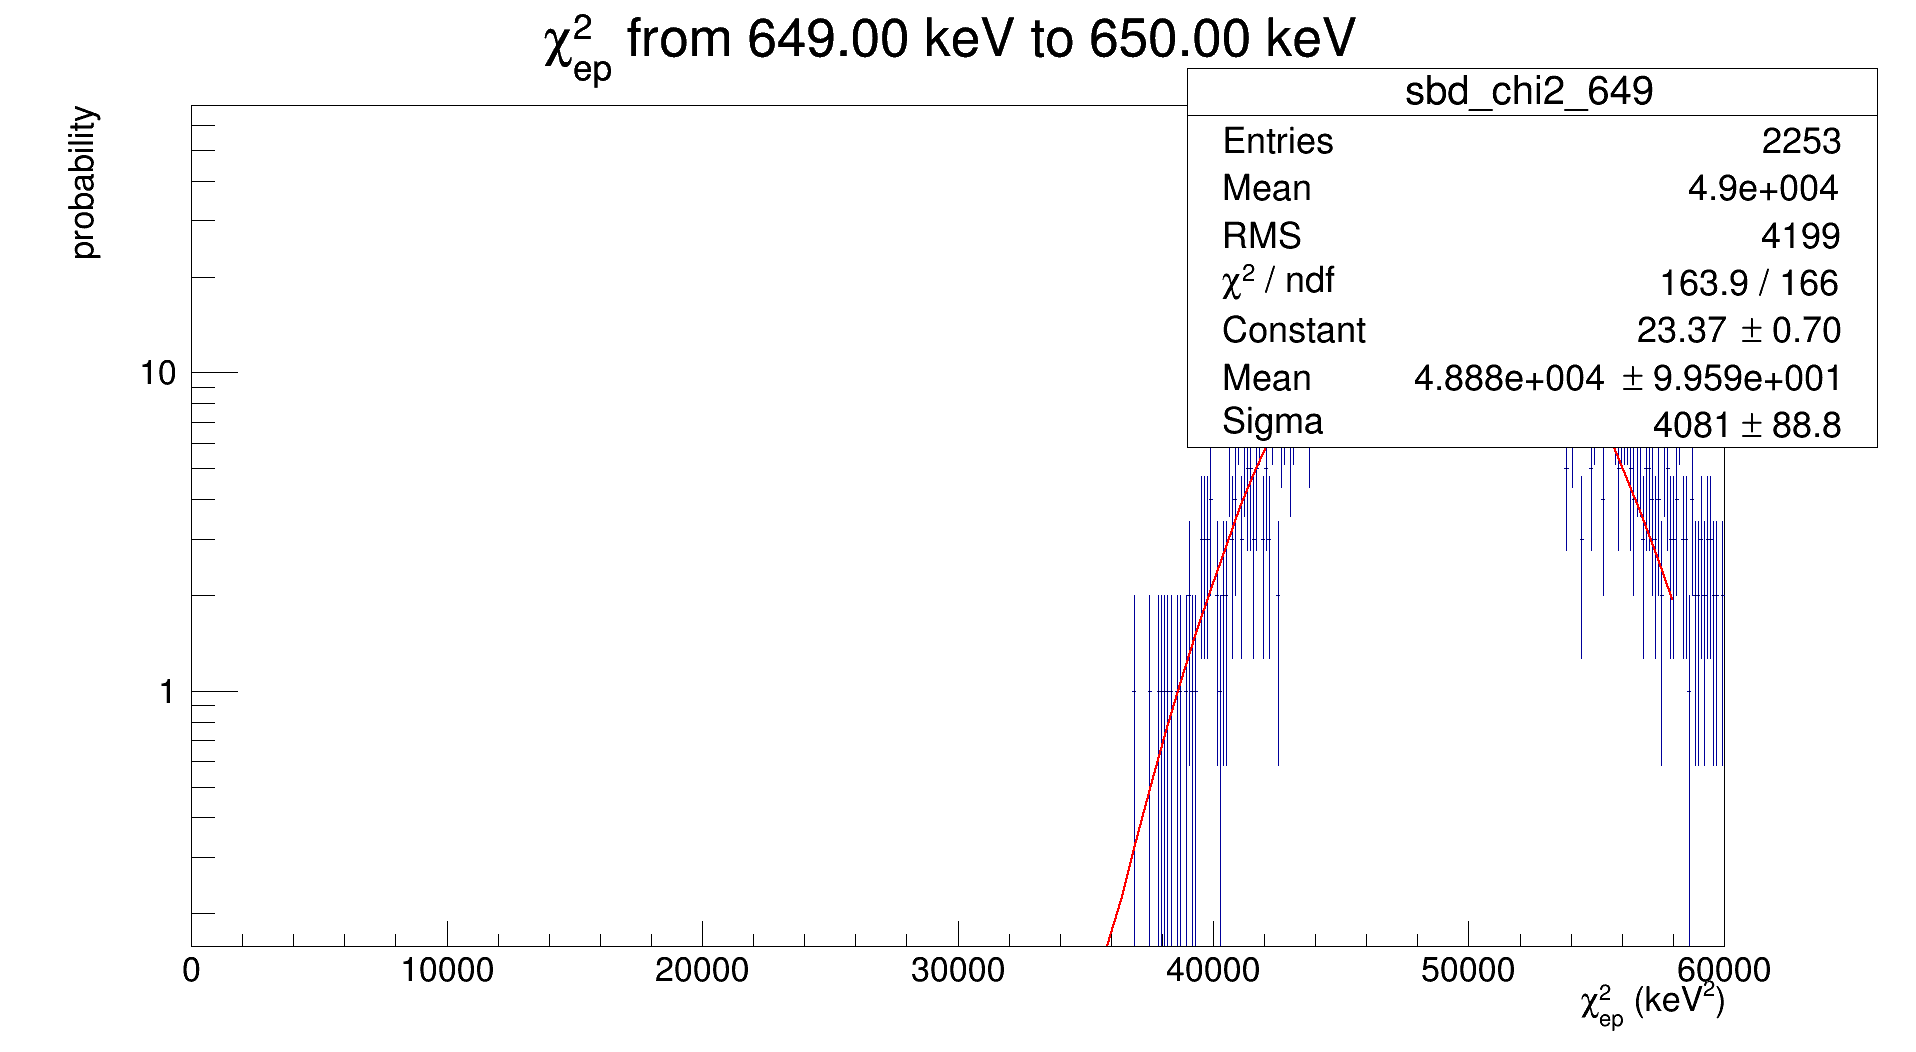 χ²ep from 649.00 keV to 650.00 keV
probability
sbd_chi2_649
Entries 2253
Mean 4.9e+004
RMS 4199
χ² / ndf 163.9 / 166
Constant 23.37 ± 0.70
Mean 4.888e+004 ± 9.959e+001
Sigma 4081 ± 88.8
10
1
0 10000 20000 30000 40000 50000 60000
χ²ep (keV²)